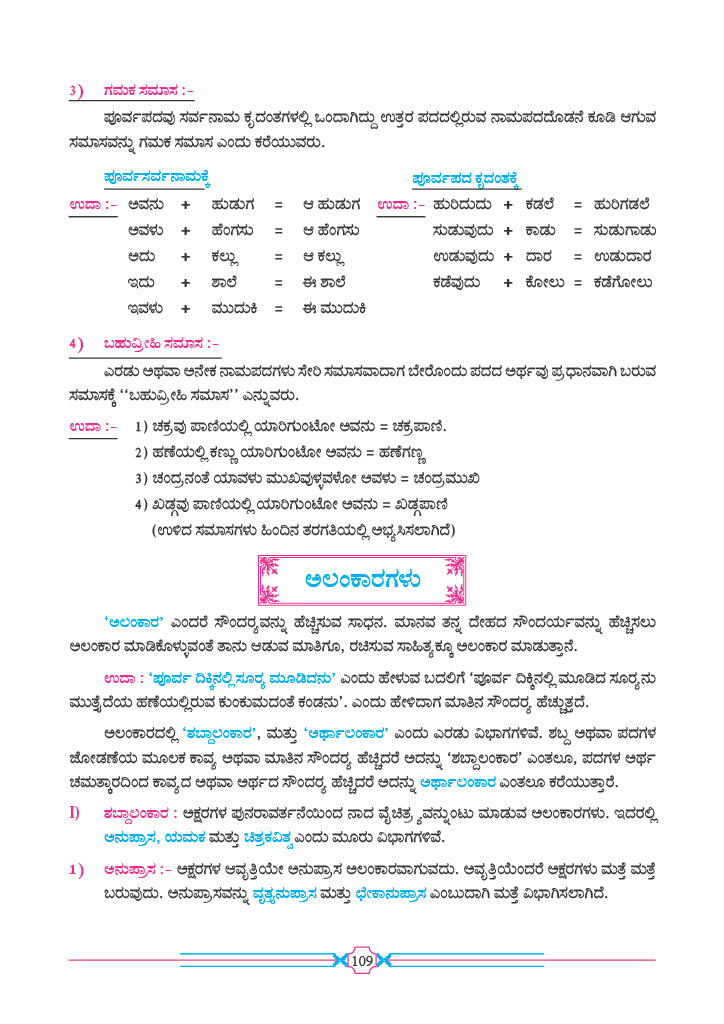 3) ಗಮಕ ಸಮಾಸ :-
ಪೂರ್ವಪದವು ಸರ್ವನಾಮ ಕೃದಂತಗಳಲ್ಲಿ ಒಂದಾಗಿದ್ದು ಉತ್ತರ ಪದದಲ್ಲಿರುವ ನಾಮಪದದೊಡನೆ ಕೂಡಿ ಆಗುವ
ಸಮಾಸವನ್ನು ಗಮಕ ಸಮಾಸ ಎಂದು ಕರೆಯುವರು.
ಪೂರ್ವಸರ್ವನಾಮಕ್ಕೆ ಪೂರ್ವಪದ ಕೃದಂತಕ್ಕೆ
ಉದಾ :- ಅವನು + ಹುಡುಗ = ಆ ಹುಡುಗ ಉದಾ :- ಹುರಿದುದು + ಕಡಲೆ = ಹುರಿಗಡಲೆ
ಅವಳು + ಹೆಂಗಸು = ಆ ಹೆಂಗಸು ಸುಡುವುದು + ಕಾಡು = ಸುಡುಗಾಡು
ಅದು + ಕಲ್ಲು = ಆ ಕಲ್ಲು ಉಡುವುದು + ದಾರ = ಉಡುದಾರ
ಇದು + ಶಾಲೆ = ಈ ಶಾಲೆ ಕಡೆವುದು + ಕೋಲು = ಕಡೆಗೋಲು
ಇವಳು + ಮುದುಕಿ = ಈ ಮುದುಕಿ
4) ಬಹುವ್ರೀಹಿ ಸಮಾಸ :-
ಎರಡು ಅಥವಾ ಅನೇಕ ನಾಮಪದಗಳು ಸೇರಿ ಸಮಾಸವಾದಾಗ ಬೇರೊಂದು ಪದದ ಅರ್ಥವು ಪ್ರಧಾನವಾಗಿ ಬರುವ
ಸಮಾಸಕ್ಕೆ ‘‘ಬಹುವ್ರೀಹಿ ಸಮಾಸ’’ ಎನ್ನುವರು.
ಉದಾ :- 1) ಚಕ್ರವು ಪಾಣಿಯಲ್ಲಿ ಯಾರಿಗುಂಟೋ ಅವನು = ಚಕ್ರಪಾಣಿ.
2) ಹಣೆಯಲ್ಲಿ ಕಣ್ಣು ಯಾರಿಗುಂಟೋ ಅವನು = ಹಣೆಗಣ್ಣ
3) ಚಂದ್ರನಂತೆ ಯಾವಳು ಮುಖವುಳ್ಳವಳೋ ಅವಳು = ಚಂದ್ರಮುಖಿ
4) ಖಡ್ಗವು ಪಾಣಿಯಲ್ಲಿ ಯಾರಿಗುಂಟೋ ಅವನು = ಖಡ್ಗಪಾಣಿ
(ಉಳಿದ ಸಮಾಸಗಳು ಹಿಂದಿನ ತರಗತಿಯಲ್ಲಿ ಅಭ್ಯಸಿಸಲಾಗಿದೆ)
ಅಲಂಕಾರಗಳು
‘ಅಲಂಕಾರ’ ಎಂದರೆ ಸೌಂದರ‍್ಯವನ್ನು ಹೆಚ್ಚಿಸುವ ಸಾಧನ. ಮಾನವ ತನ್ನ ದೇಹದ ಸೌಂದರ್ಯವನ್ನು ಹೆಚ್ಚಿಸಲು
ಅಲಂಕಾರ ಮಾಡಿಕೊಳ್ಳುವಂತೆ ತಾನು ಆಡುವ ಮಾತಿಗೂ, ರಚಿಸುವ ಸಾಹಿತ್ಯಕ್ಕೂ ಅಲಂಕಾರ ಮಾಡುತ್ತಾನೆ.
ಉದಾ : ‘ಪೂರ್ವ ದಿಕ್ಕಿನಲ್ಲಿ ಸೂರ‍್ಯ ಮೂಡಿದನು’ ಎಂದು ಹೇಳುವ ಬದಲಿಗೆ ‘ಪೂರ್ವ ದಿಕ್ಕಿನಲ್ಲಿ ಮೂಡಿದ ಸೂರ‍್ಯನು
ಮುತ್ತೈದೆಯ ಹಣೆಯಲ್ಲಿರುವ ಕುಂಕುಮದಂತೆ ಕಂಡನು’. ಎಂದು ಹೇಳಿದಾಗ ಮಾತಿನ ಸೌಂದರ‍್ಯ ಹೆಚ್ಚುತ್ತದೆ.
ಅಲಂಕಾರದಲ್ಲಿ ‘ಶಬ್ದಾಲಂಕಾರ’, ಮತ್ತು ‘ಅರ್ಥಾಲಂಕಾರ’ ಎಂದು ಎರಡು ವಿಭಾಗಗಳಿವೆ. ಶಬ್ದ ಅಥವಾ ಪದಗಳ
ಜೋಡಣೆಯ ಮೂಲಕ ಕಾವ್ಯ ಅಥವಾ ಮಾತಿನ ಸೌಂದರ‍್ಯ ಹೆಚ್ಚಿದರೆ ಅದನ್ನು ‘ಶಬ್ದಾಲಂಕಾರ’ ಎಂತಲೂ, ಪದಗಳ ಅರ್ಥ
ಚಮತ್ಕಾರದಿಂದ ಕಾವ್ಯದ ಅಥವಾ ಅರ್ಥದ ಸೌಂದರ‍್ಯ ಹೆಚ್ಚಿದರೆ ಅದನ್ನು ಅರ್ಥಾಲಂಕಾರ ಎಂತಲೂ ಕರೆಯುತ್ತಾರೆ.
I) ಶಬ್ದಾಲಂಕಾರ : ಅಕ್ಷರಗಳ ಪುನರಾವರ್ತನೆಯಿಂದ ನಾದ ವೈಚಿತ್ರ್ಯವನ್ನುಂಟು ಮಾಡುವ ಅಲಂಕಾರಗಳು. ಇದರಲ್ಲಿ
ಅನುಪ್ರಾಸ, ಯಮಕ ಮತ್ತು ಚಿತ್ರಕವಿತ್ವ ಎಂದು ಮೂರು ವಿಭಾಗಗಳಿವೆ.
1) ಅನುಪ್ರಾಸ :- ಅಕ್ಷರಗಳ ಆವೃತ್ತಿಯೇ ಅನುಪ್ರಾಸ ಅಲಂಕಾರವಾಗುವದು. ಅವೃತ್ತಿಯೆಂದರೆ ಅಕ್ಷರಗಳು ಮತ್ತೆ ಮತ್ತೆ
ಬರುವುದು. ಅನುಪ್ರಾಸವನ್ನು ವೃತ್ಯನುಪ್ರಾಸ ಮತ್ತು ಛೇಕಾನುಪ್ರಾಸ ಎಂಬುದಾಗಿ ಮತ್ತೆ ವಿಭಾಗಿಸಲಾಗಿದೆ.
109